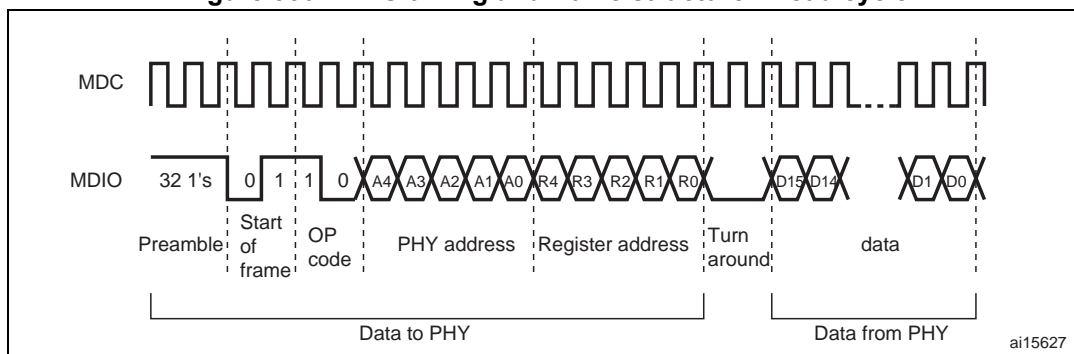 MDC
MDIO 32 1's 0 1 1 0 A4 A3 A2 A1 A0 R4 R3 R2 R1 R0 D15 D14 D1 D0
Preamble Start of frame OP code PHY address Register address Turn around data
Data to PHY Data from PHY
ai15627